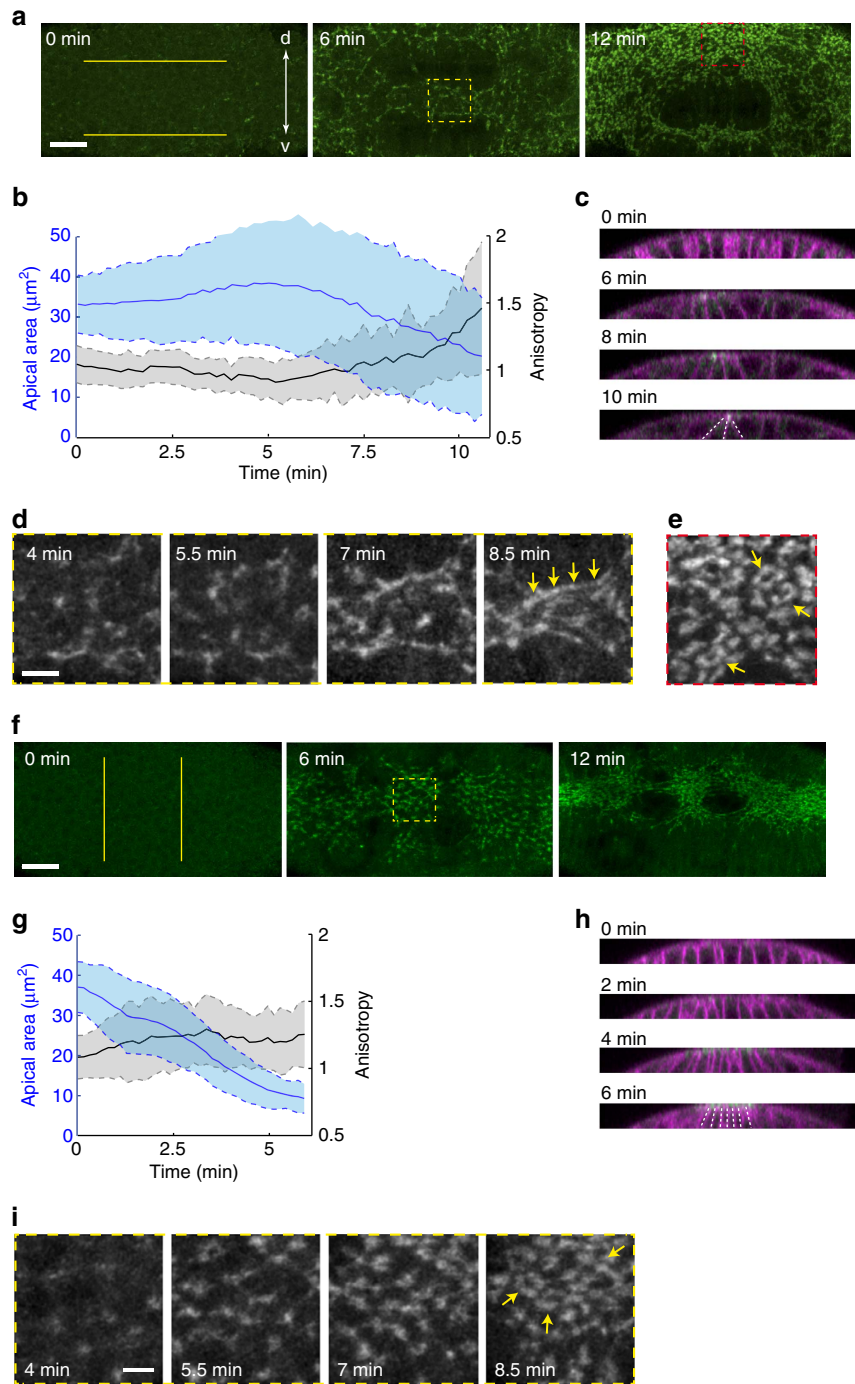 a
0 min
d
v
6 min
12 min
b
50
40
30
20
10
0
Apical area (μm²)
2
1.5
1
0.5
Anisotropy
0
2.5
5
7.5
10
Time (min)
c
0 min
6 min
8 min
10 min
d
4 min
5.5 min
7 min
8.5 min
e
f
0 min
6 min
12 min
g
50
40
30
20
10
0
Apical area (μm²)
2
1.5
1
0.5
Anisotropy
0
2.5
5
Time (min)
h
0 min
2 min
4 min
6 min
i
4 min
5.5 min
7 min
8.5 min